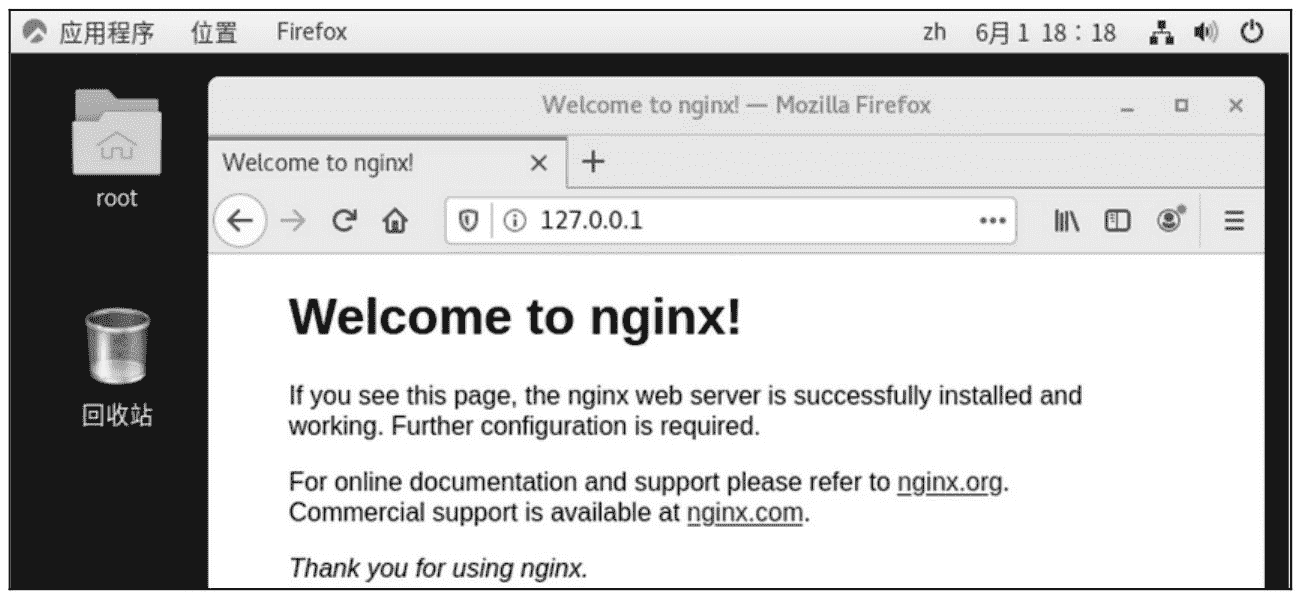 应用程序 位置 Firefox zh 6月 1 18：18
root
回收站
Welcome to nginx! — Mozilla Firefox
Welcome to nginx!
127.0.0.1
Welcome to nginx!
If you see this page, the nginx web server is successfully installed and
working. Further configuration is required.
For online documentation and support please refer to nginx.org.
Commercial support is available at nginx.com.
Thank you for using nginx.